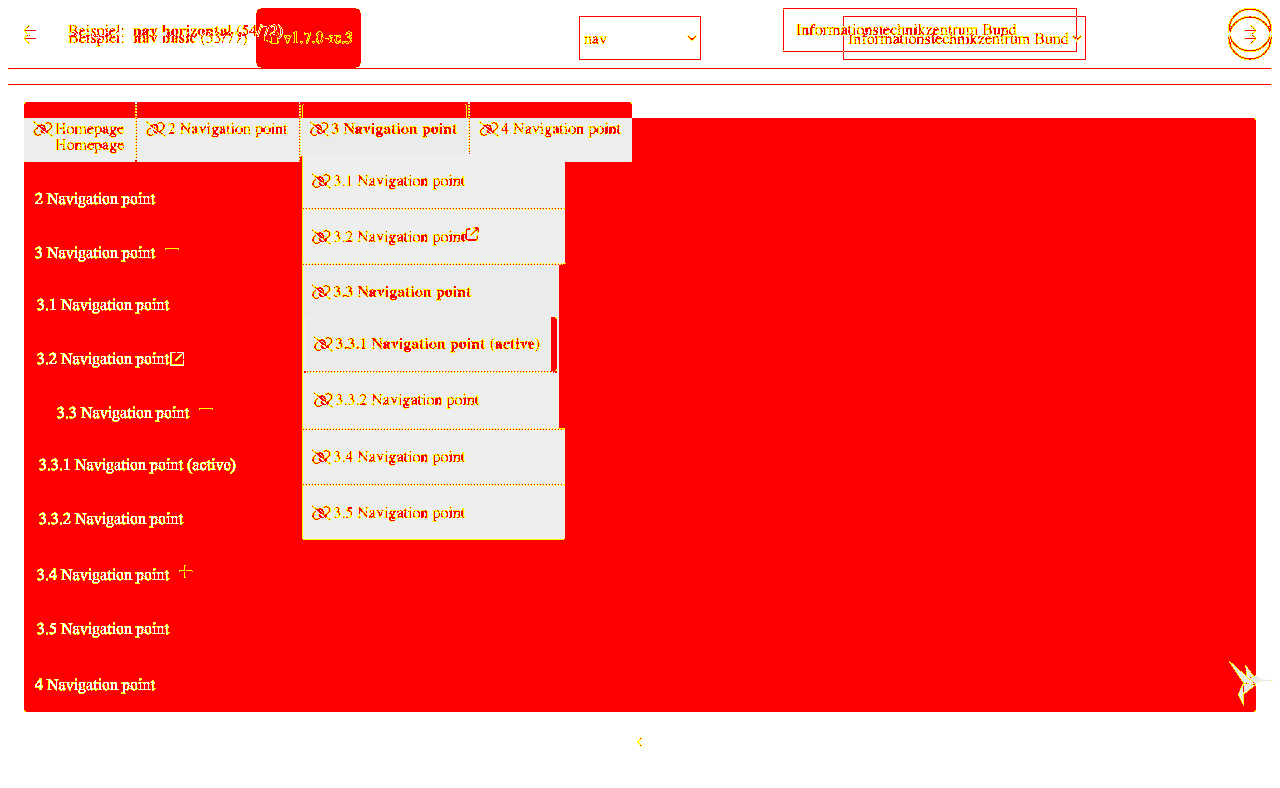 Beispiel: nav horizontal (54/72)
Beispiel: nav basic (53/77)
v1.7.0-rc.3
nav
Informationstechnikzentrum Bund
Informationstechnikzentrum Bund
Homepage
2 Navigation point
3 Navigation point
4 Navigation point
Homepage
3.1 Navigation point
2 Navigation point
3.2 Navigation point
3 Navigation point
3.3 Navigation point
3.1 Navigation point
3.3.1 Navigation point (active)
3.2 Navigation point
3.3.2 Navigation point
3.3 Navigation point
3.4 Navigation point
3.3.1 Navigation point (active)
3.5 Navigation point
3.3.2 Navigation point
3.4 Navigation point
3.5 Navigation point
4 Navigation point